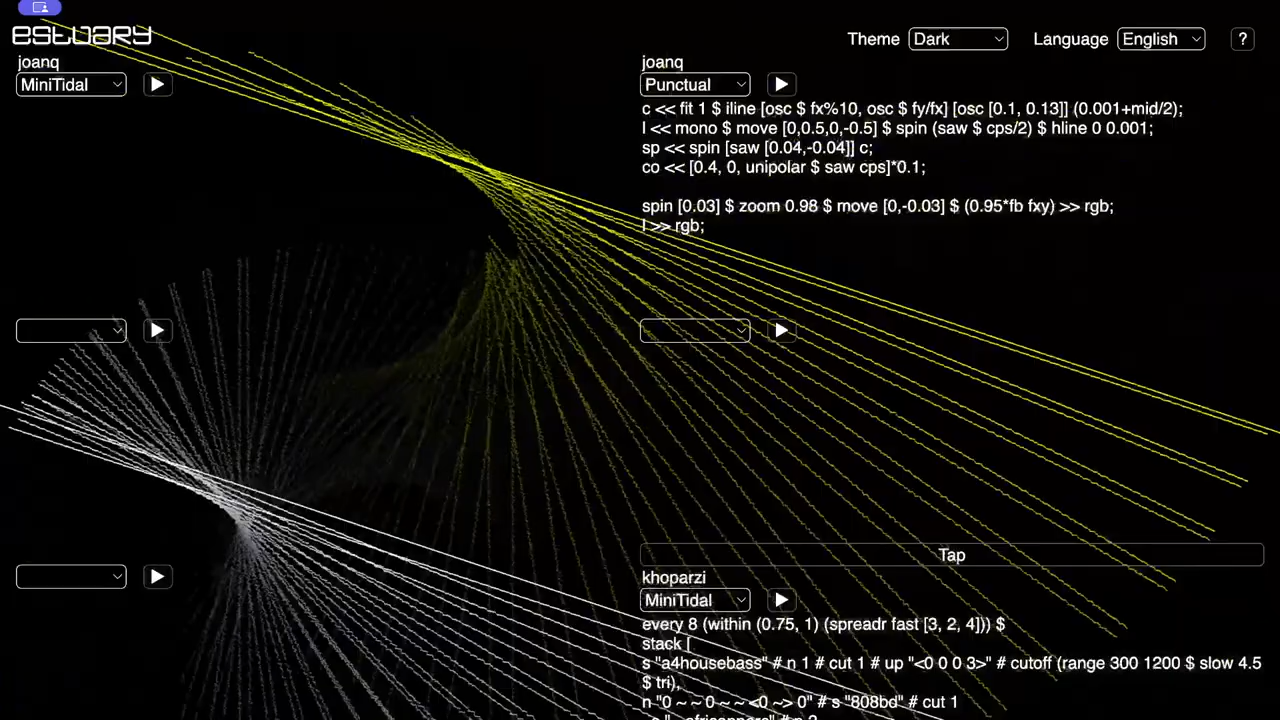 estuary
Theme Dark Language English ?
joanq
MiniTidal
joanq
Punctual
c << fit 1 $ iline [osc $ fx%10, osc $ fy/fx] [osc [0.1, 0.13]] (0.001+mid/2);
l << mono $ move [0,0.5,0,-0.5] $ spin (saw $ cps/2) $ hline 0 0.001;
sp << spin [saw [0.04,-0.04]] c;
co << [0.4, 0, unipolar $ saw cps]*0.1;
spin [0.03] $ zoom 0.98 $ move [0,-0.03] $ (0.95*fb fxy) >> rgb;
l >> rgb;
Tap
khoparzi
MiniTidal
every 8 (within (0.75, 1) (spreadr fast [3, 2, 4])) $
stack [
s "a4housebass" # n 1 # cut 1 # up "<0 0 0 3>" # cutoff (range 300 1200 $ slow 4.5
$ tri),
n "0 ~ ~ 0 ~ ~ <0 ~> 0" # s "808bd" # cut 1